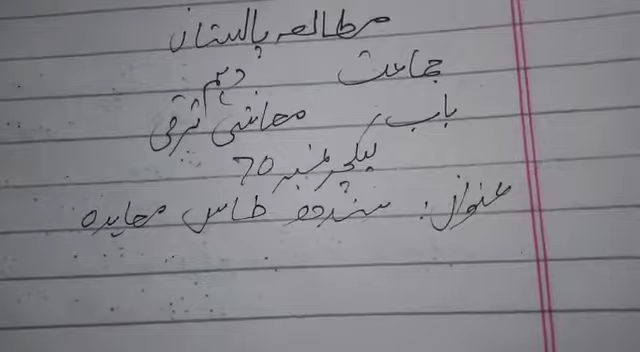 مطالعہ پاکستان
جماعت دہم
باب، معاشی ترقی
لیکچر نمبر 70
عنوان: سندھ طاس معاہدہ